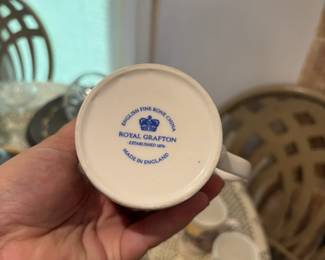 ENGLISH FINE BONE CHINA
ROYAL GRAFTON
ESTABLISHED 1876
MADE IN ENGLAND